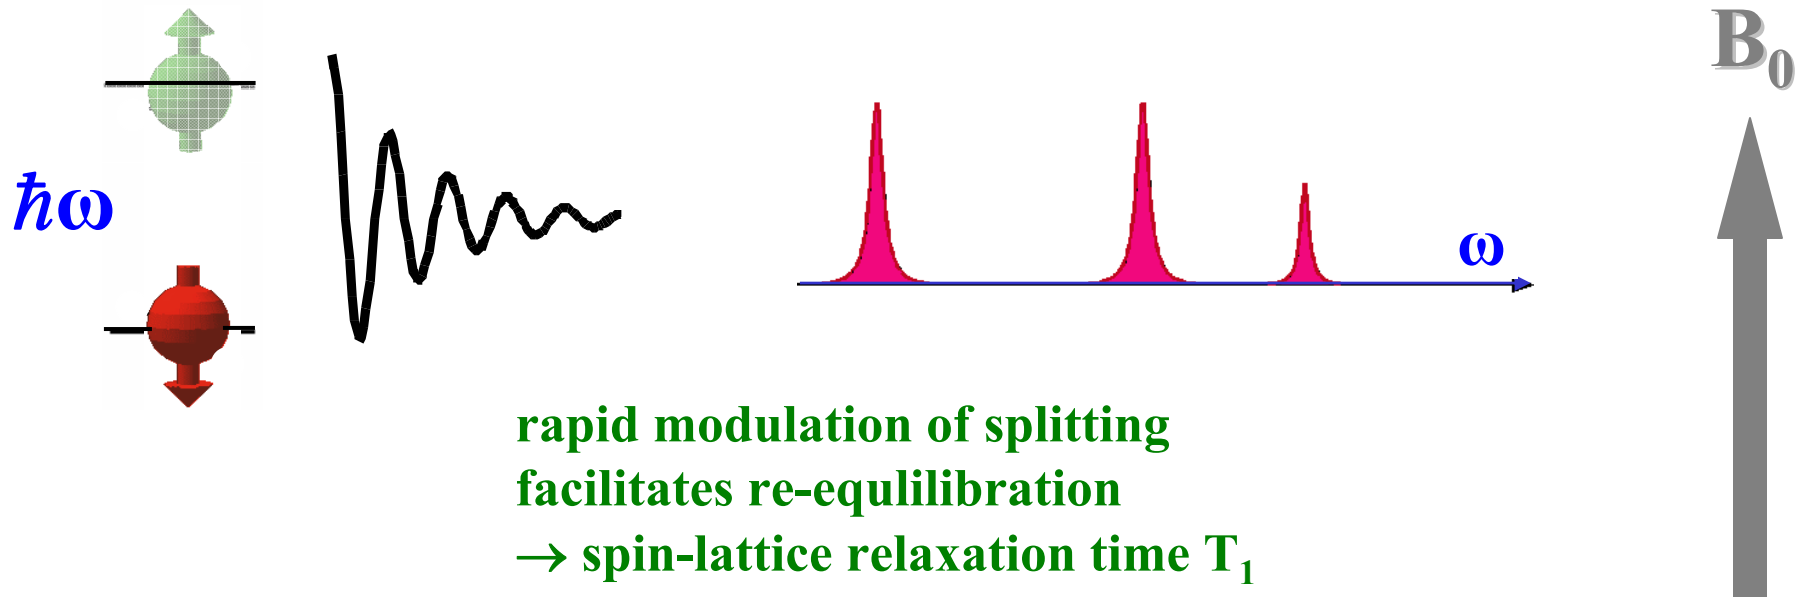 B₀
ħω
ω
rapid modulation of splitting
facilitates re-equlilibration
→ spin-lattice relaxation time T₁